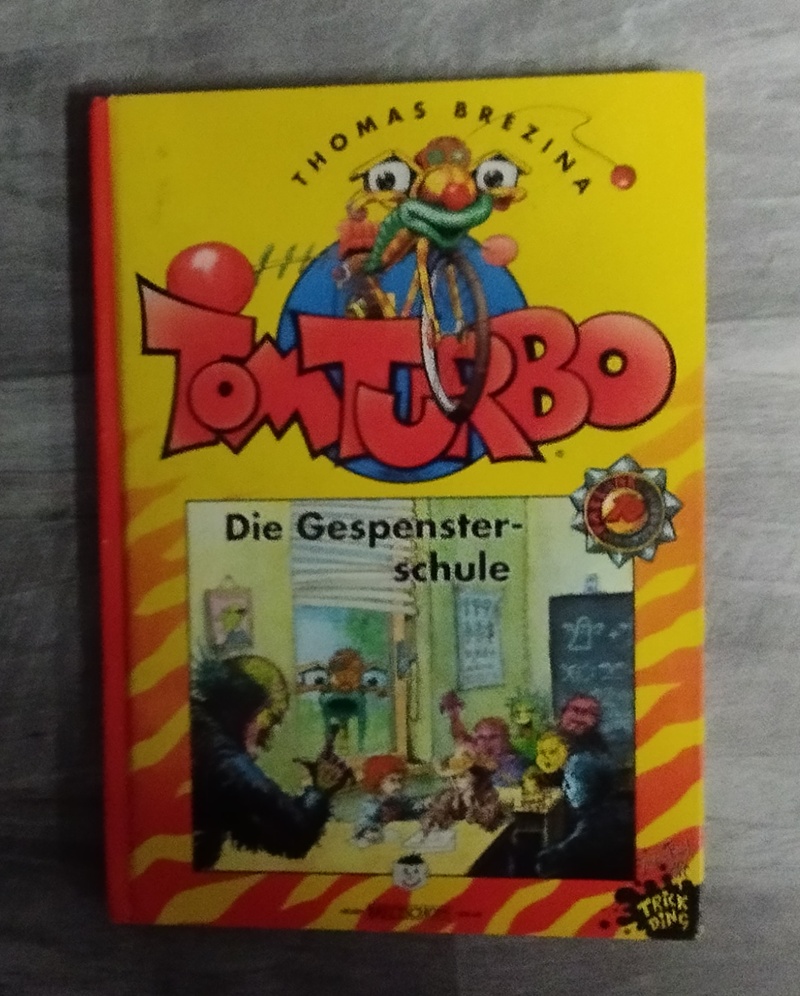 THOMAS BREZINA
TOM TURBO
Die Gespenster-
schule
TRICK
DING